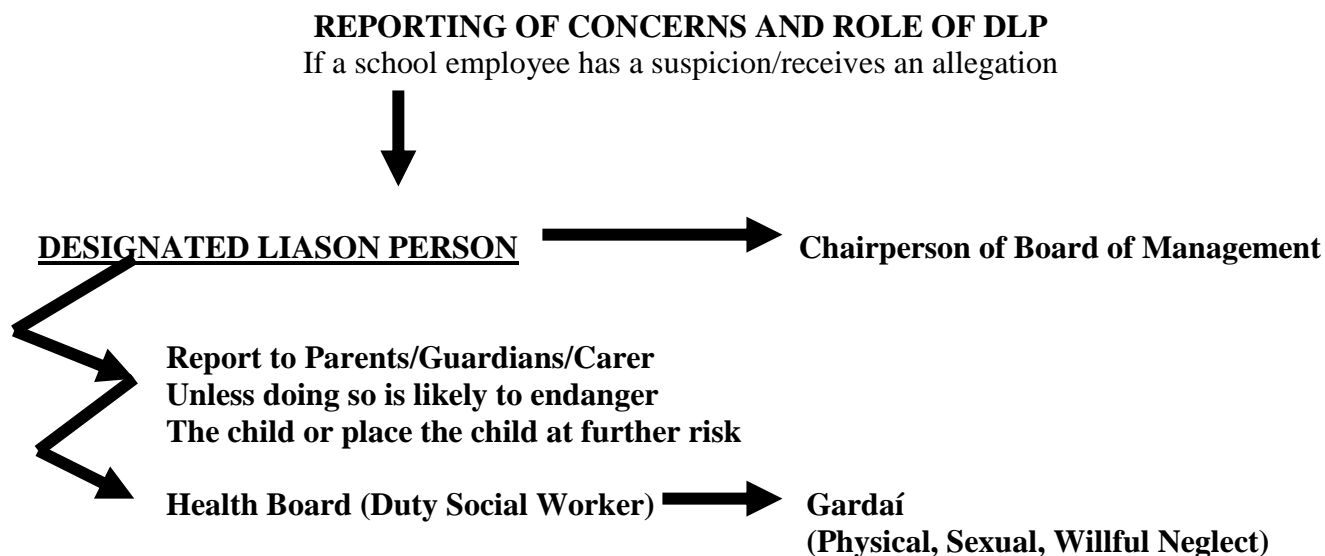 REPORTING OF CONCERNS AND ROLE OF DLP
If a school employee has a suspicion/receives an allegation
DESIGNATED LIASON PERSON
Chairperson of Board of Management
Report to Parents/Guardians/Carer
Unless doing so is likely to endanger
The child or place the child at further risk
Health Board (Duty Social Worker)
Gardaí
(Physical, Sexual, Willful Neglect)